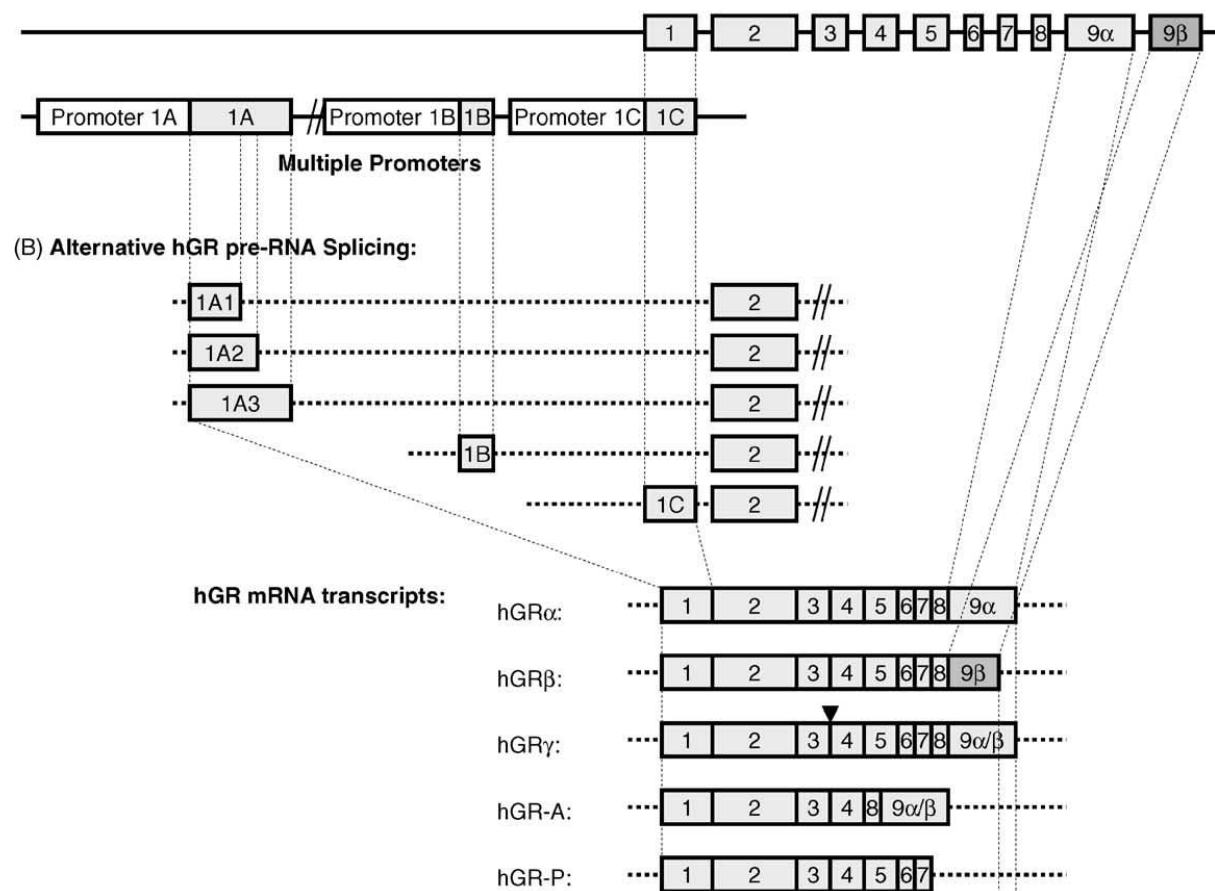 1 2 3 4 5 6 7 8 9α 9β
Promoter 1A 1A // Promoter 1B 1B Promoter 1C 1C
Multiple Promoters
(B) Alternative hGR pre-RNA Splicing:
1A1 2 //
1A2 2 //
1A3 2 //
1B 2 //
1C 2 //
hGR mRNA transcripts:
hGRα: 1 2 3 4 5 6 7 8 9α
hGRβ: 1 2 3 4 5 6 7 8 9β
hGRγ: 1 2 3 4 5 6 7 8 9α/β
hGR-A: 1 2 3 4 8 9α/β
hGR-P: 1 2 3 4 5 6 7